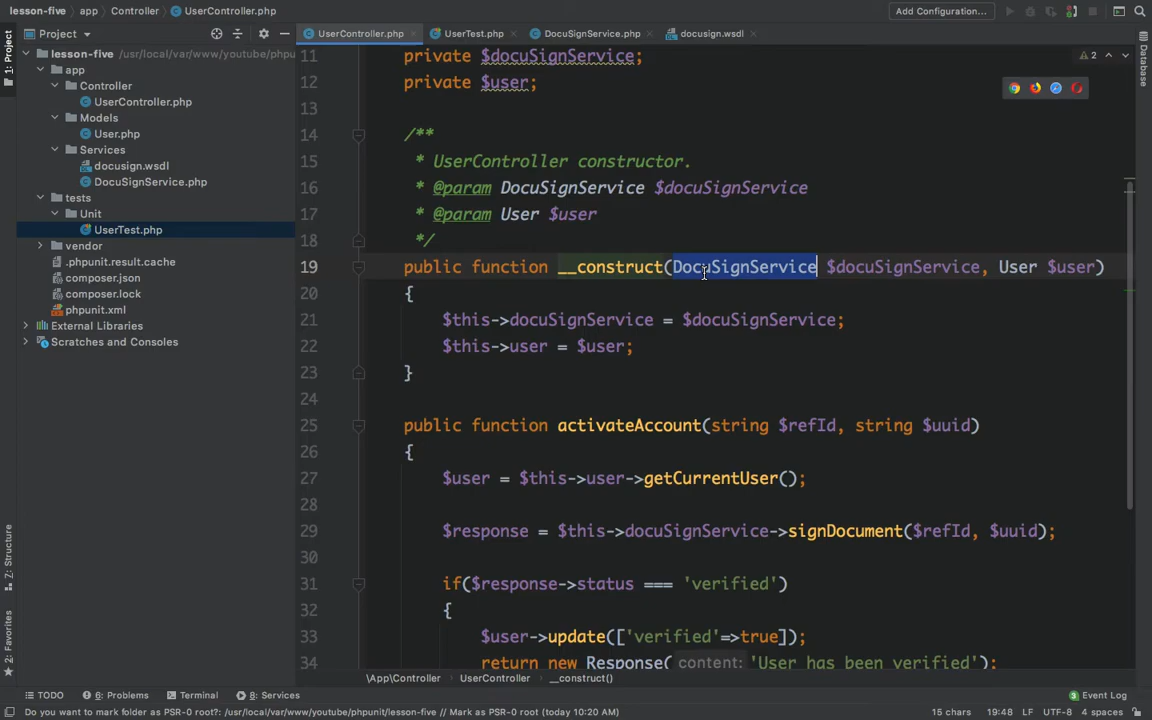 lesson-five › app › Controller › UserController.php
Add Configuration...
Project
UserController.php
UserTest.php
DocuSignService.php
docusign.wsdl
1: Project
Database
lesson-five /usr/local/var/www/youtube/phpu
app
Controller
UserController.php
Models
User.php
Services
docusign.wsdl
DocuSignService.php
tests
Unit
UserTest.php
vendor
.phpunit.result.cache
composer.json
composer.lock
phpunit.xml
External Libraries
Scratches and Consoles
2
11 private $docuSignService;
12 private $user;
13
14 /**
15 * UserController constructor.
16 * @param DocuSignService $docuSignService
17 * @param User $user
18 */
19 public function __construct(DocuSignService $docuSignService, User $user)
20 {
21 $this->docuSignService = $docuSignService;
22 $this->user = $user;
23 }
24
25 public function activateAccount(string $refId, string $uuid)
26 {
27 $user = $this->user->getCurrentUser();
28
29 $response = $this->docuSignService->signDocument($refId, $uuid);
30
31 if($response->status === 'verified')
32 {
33 $user->update(['verified'=>true]);
34 return new Response( content: 'User has been verified');
7: Structure
2: Favorites
\App\Controller › UserController › __construct()
TODO
6: Problems
Terminal
8: Services
3 Event Log
Do you want to mark folder as PSR-0 root?: /usr/local/var/www/youtube/phpunit/lesson-five // Mark as PSR-0 root (today 10:20 AM)
15 chars 19:48 LF UTF-8 4 spaces